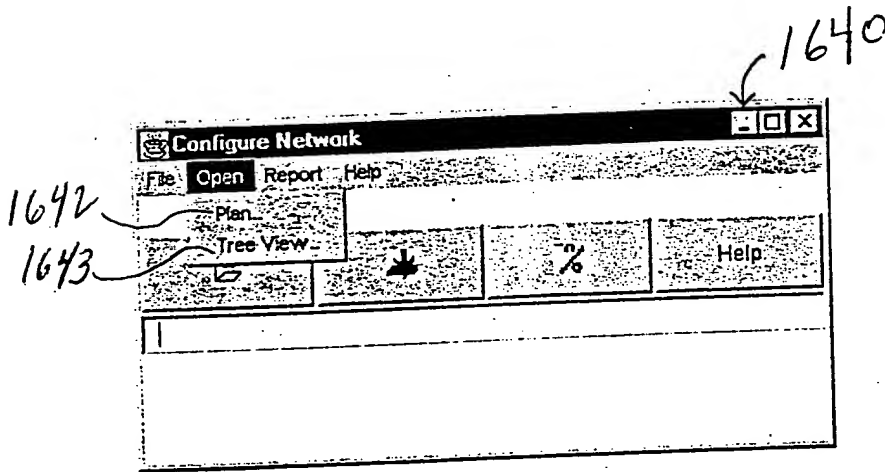 1640
Configure Network
File Open Report Help
1642
Plan...
1643
Tree View...
Help